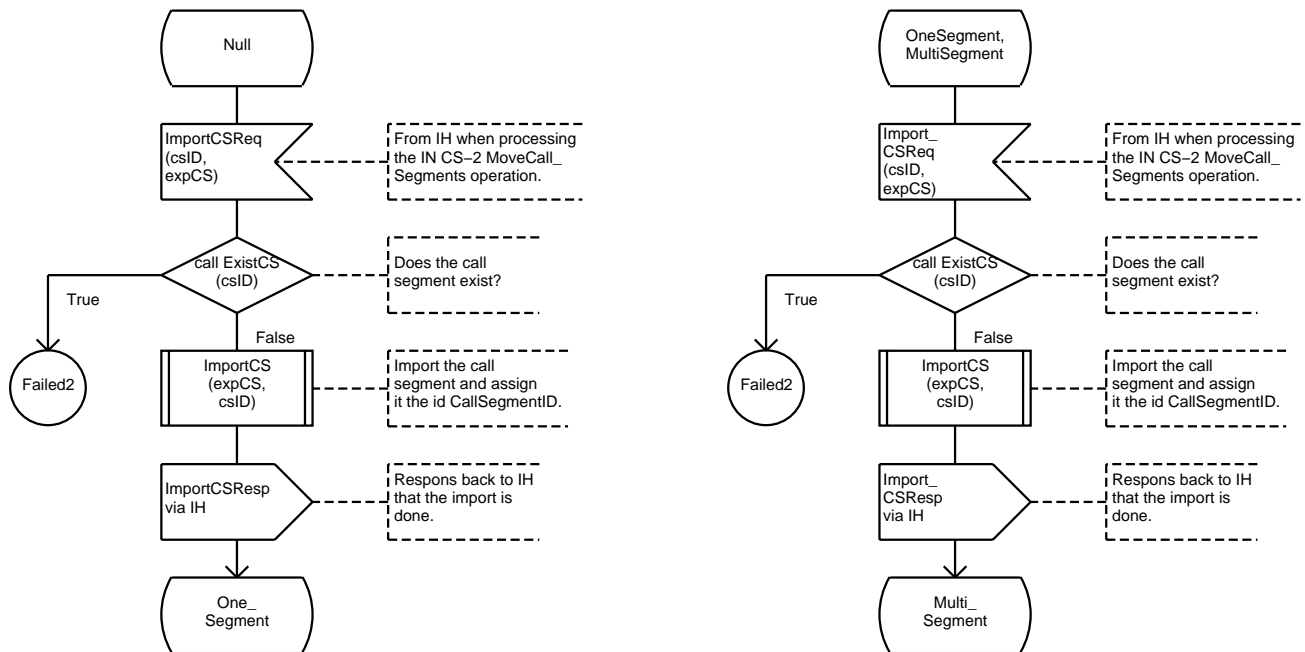 Null
ImportCSReq
(csID,
expCS)
From IH when processing
the IN CS−2 MoveCall_
Segments operation.
call ExistCS
(csID)
Does the call
segment exist?
True
False
Failed2
ImportCS
(expCS,
csID)
Import the call
segment and assign
it the id CallSegmentID.
ImportCSResp
via IH
Respons back to IH
that the import is
done.
One_
Segment
OneSegment,
MultiSegment
Import_
CSReq
(csID,
expCS)
From IH when processing
the IN CS−2 MoveCall_
Segments operation.
call ExistCS
(csID)
Does the call
segment exist?
True
False
Failed2
ImportCS
(expCS,
csID)
Import the call
segment and assign
it the id CallSegmentID.
Import_
CSResp
via IH
Respons back to IH
that the import is
done.
Multi_
Segment